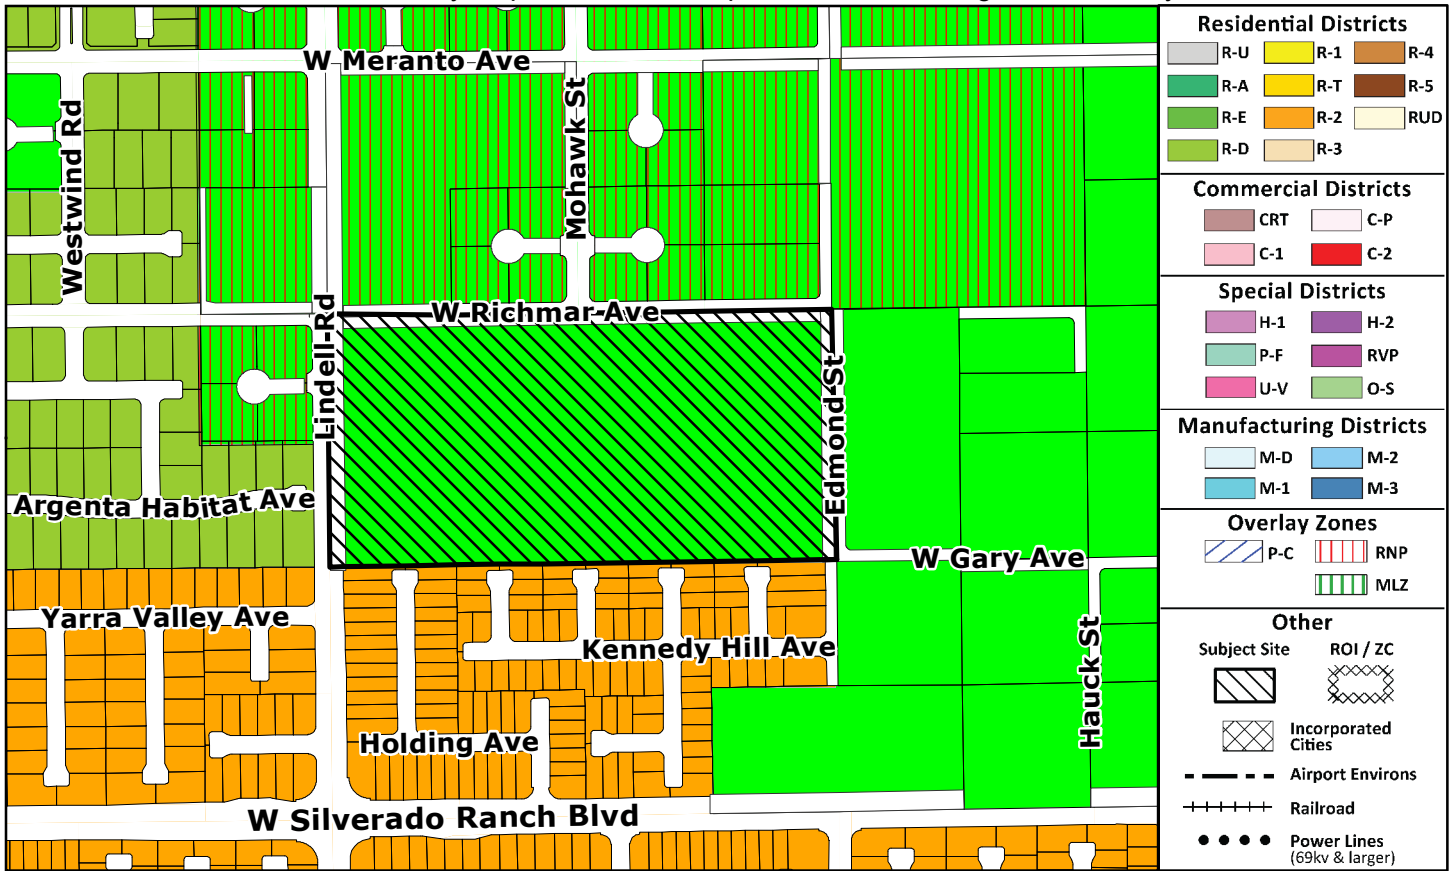 W Meranto Ave
Westwind Rd
Mohawk St
W Richmar Ave
Lindell Rd
Edmond St
Argenta Habitat Ave
W Gary Ave
Yarra Valley Ave
Kennedy Hill Ave
Hauck St
Holding Ave
W Silverado Ranch Blvd
Residential Districts
R-U R-1 R-4
R-A R-T R-5
R-E R-2 RUD
R-D R-3
Commercial Districts
CRT C-P
C-1 C-2
Special Districts
H-1 H-2
P-F RVP
U-V O-S
Manufacturing Districts
M-D M-2
M-1 M-3
Overlay Zones
P-C RNP
MLZ
Other
Subject Site ROI / ZC
Incorporated
Cities
Airport Environs
Railroad
Power Lines
(69kv & larger)